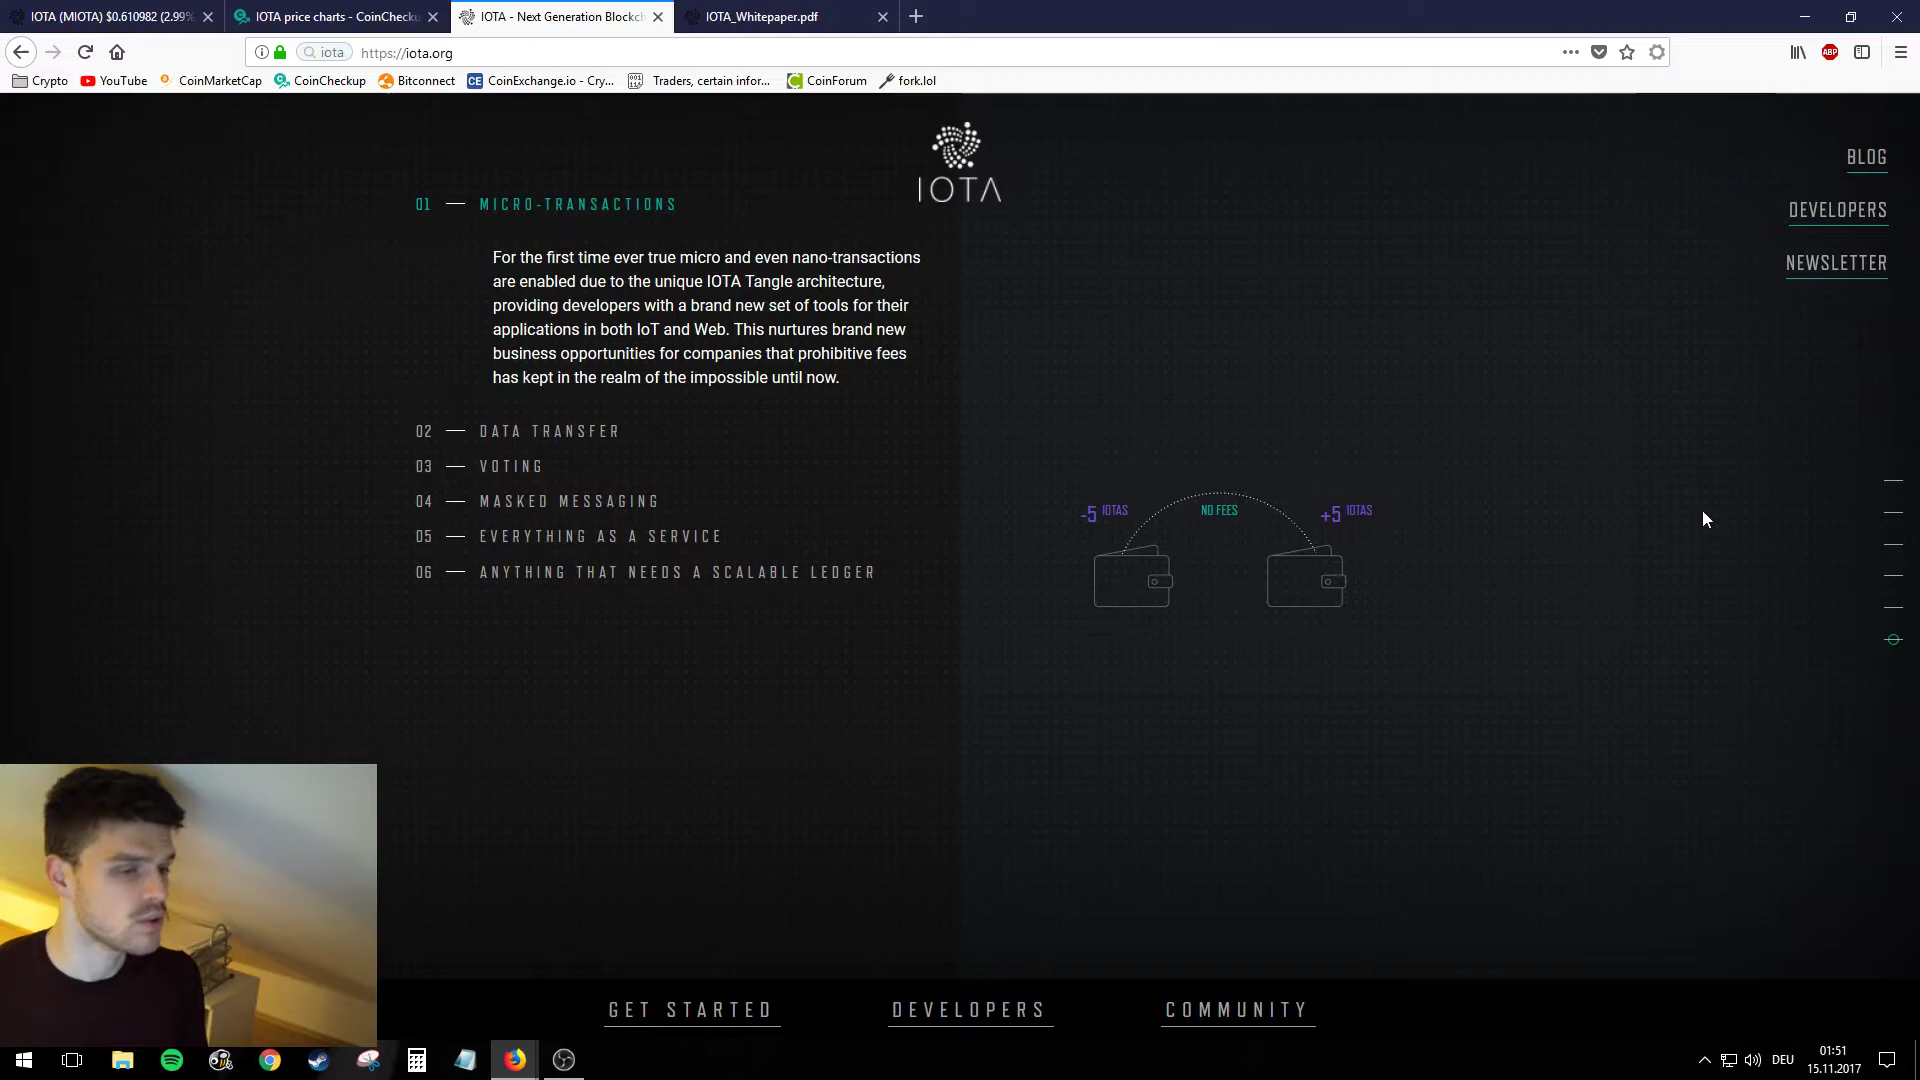 IOTA (MIOTA) $0.610982 (2.99%
IOTA price charts - CoinChecku
IOTA - Next Generation Blockch
IOTA_Whitepaper.pdf
iota
https://iota.org
ABP
Crypto
YouTube
CoinMarketCap
CoinCheckup
Bitconnect
CE
CoinExchange.io - Cry...
Traders, certain infor...
CoinForum
fork.lol
IOTA
BLOG
DEVELOPERS
NEWSLETTER
01 — MICRO-TRANSACTIONS
For the first time ever true micro and even nano-transactions
are enabled due to the unique IOTA Tangle architecture,
providing developers with a brand new set of tools for their
applications in both IoT and Web. This nurtures brand new
business opportunities for companies that prohibitive fees
has kept in the realm of the impossible until now.
02 — DATA TRANSFER
03 — VOTING
04 — MASKED MESSAGING
05 — EVERYTHING AS A SERVICE
06 — ANYTHING THAT NEEDS A SCALABLE LEDGER
-5 IOTAS
NO FEES
+5 IOTAS
GET STARTED
DEVELOPERS
COMMUNITY
DEU
01:51
15.11.2017